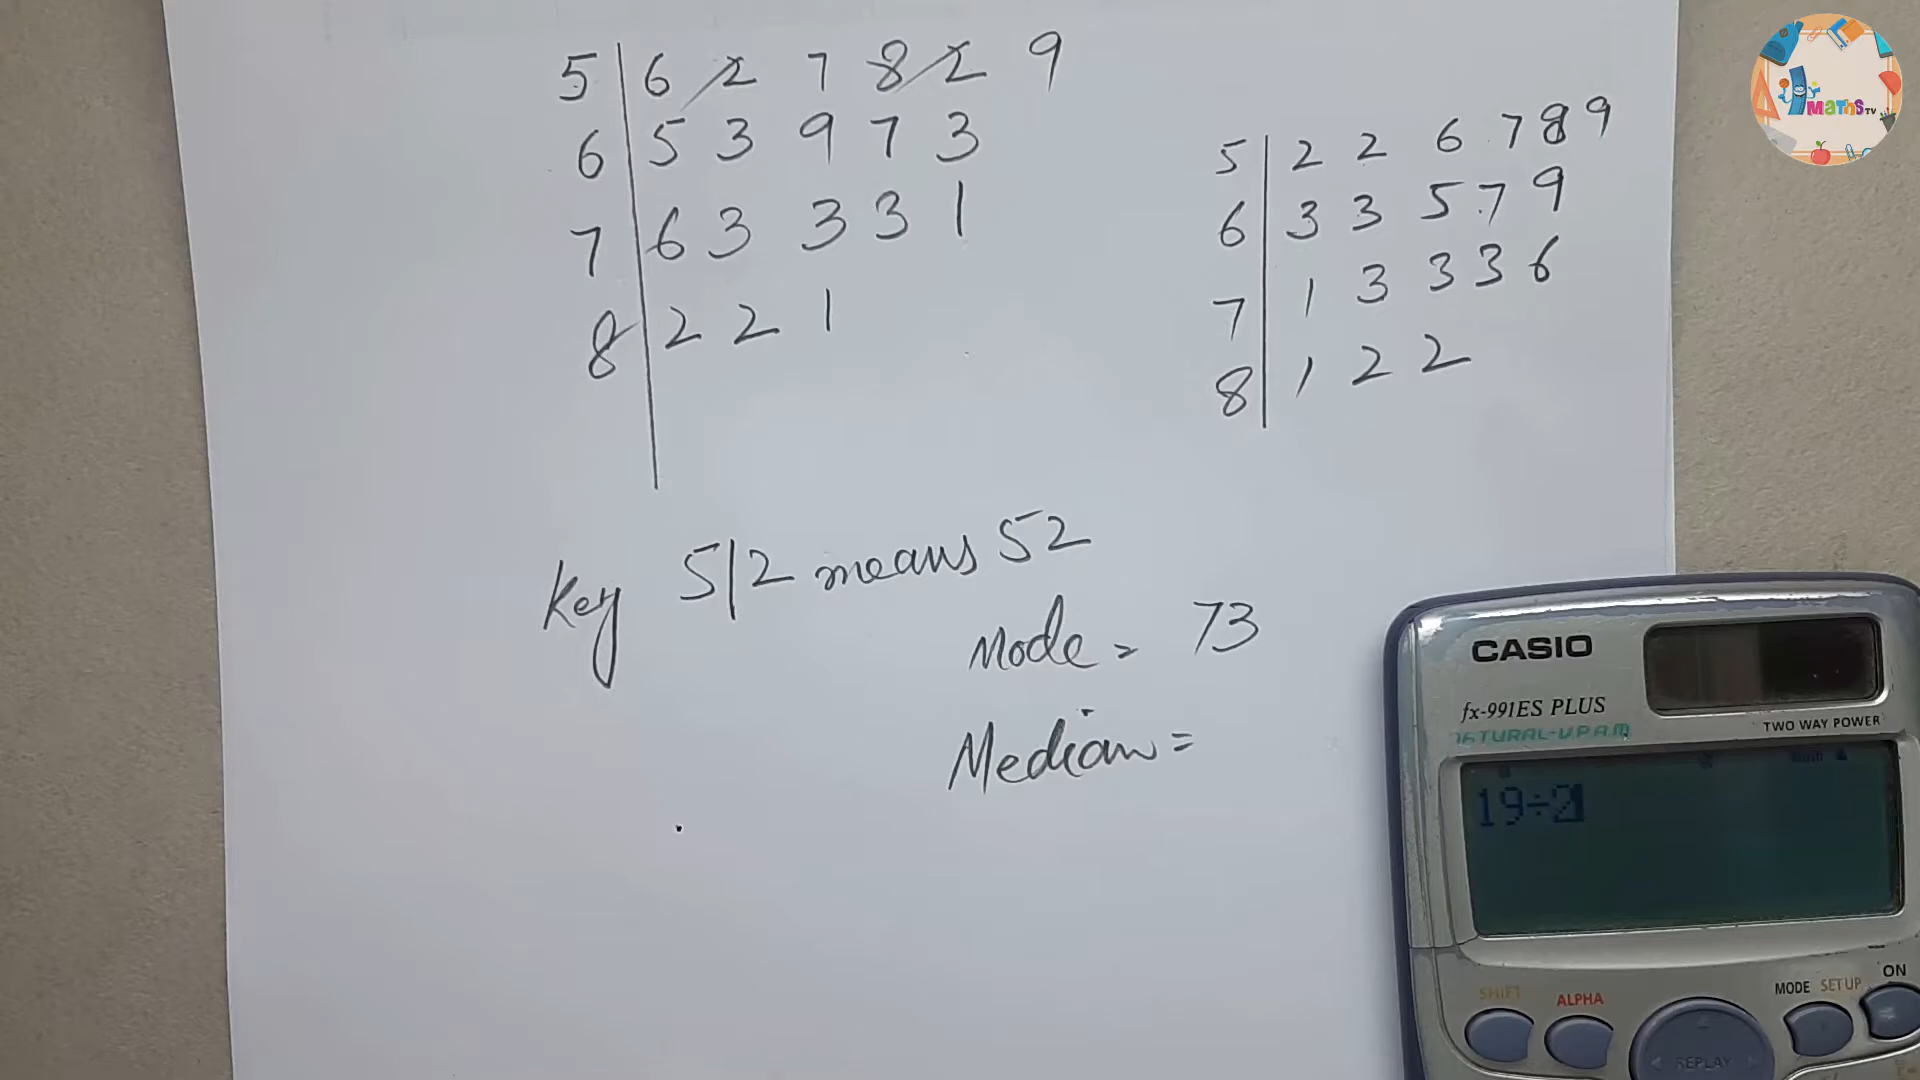 5 | 6 2 7 8 2 9
6 | 5 3 9 7 3
7 | 6 3 3 3 1
8 | 2 2 1
5 | 2 2 6 7 8 9
6 | 3 3 5 7 9
7 | 1 3 3 3 6
8 | 1 2 2
Key 5|2 means 52
Mode = 73
Median =
MATHS TV
CASIO
fx-991ES PLUS
NATURAL-V.P.A.M.
TWO WAY POWER
19÷2
SHIFT ALPHA MODE SETUP ON
REPLAY